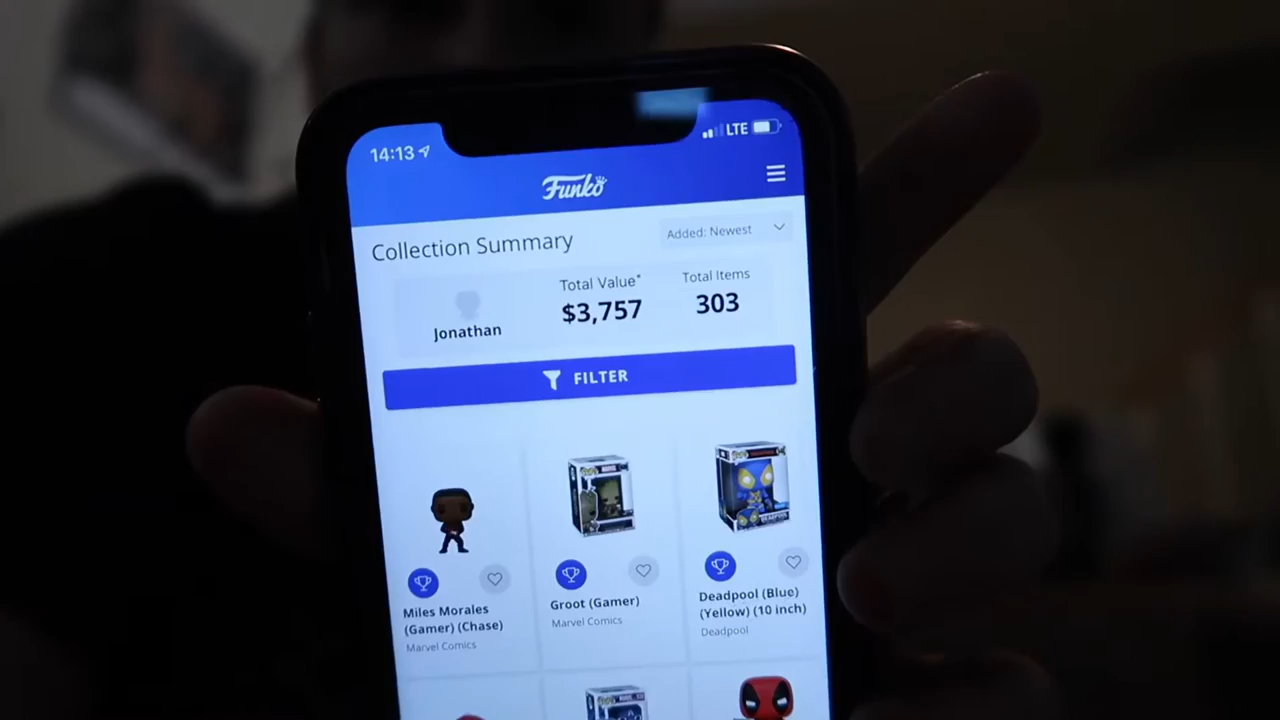 14:13
LTE
Funko
Collection Summary
Added: Newest
Jonathan
Total Value*
$3,757
Total Items
303
FILTER
Miles Morales
(Gamer) (Chase)
Marvel Comics
Groot (Gamer)
Marvel Comics
Deadpool (Blue)
(Yellow) (10 inch)
Deadpool